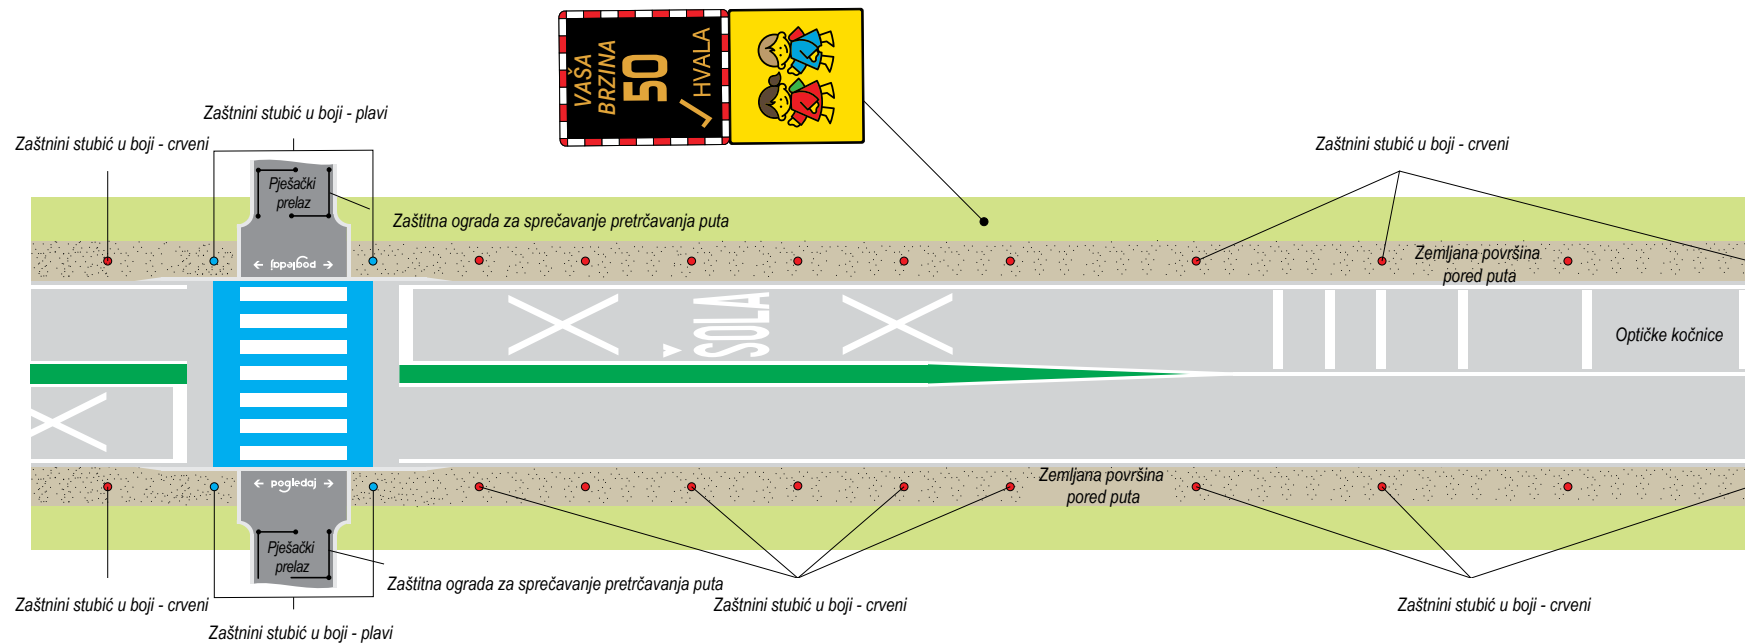 VAŠA
BRZINA
50
HVALA
Zaštnini stubić u boji - plavi
Zaštnini stubić u boji - crveni
Zaštnini stubić u boji - crveni
Pješački
prelaz
Zaštitna ograda za sprečavanje pretrčavanja puta
← pogledaj →
Zemljana površina
pored puta
ŠOLA
Optičke kočnice
← pogledaj →
Zemljana površina
pored puta
Pješački
prelaz
Zaštitna ograda za sprečavanje pretrčavanja puta
Zaštnini stubić u boji - crveni
Zaštnini stubić u boji - crveni
Zaštnini stubić u boji - crveni
Zaštnini stubić u boji - plavi